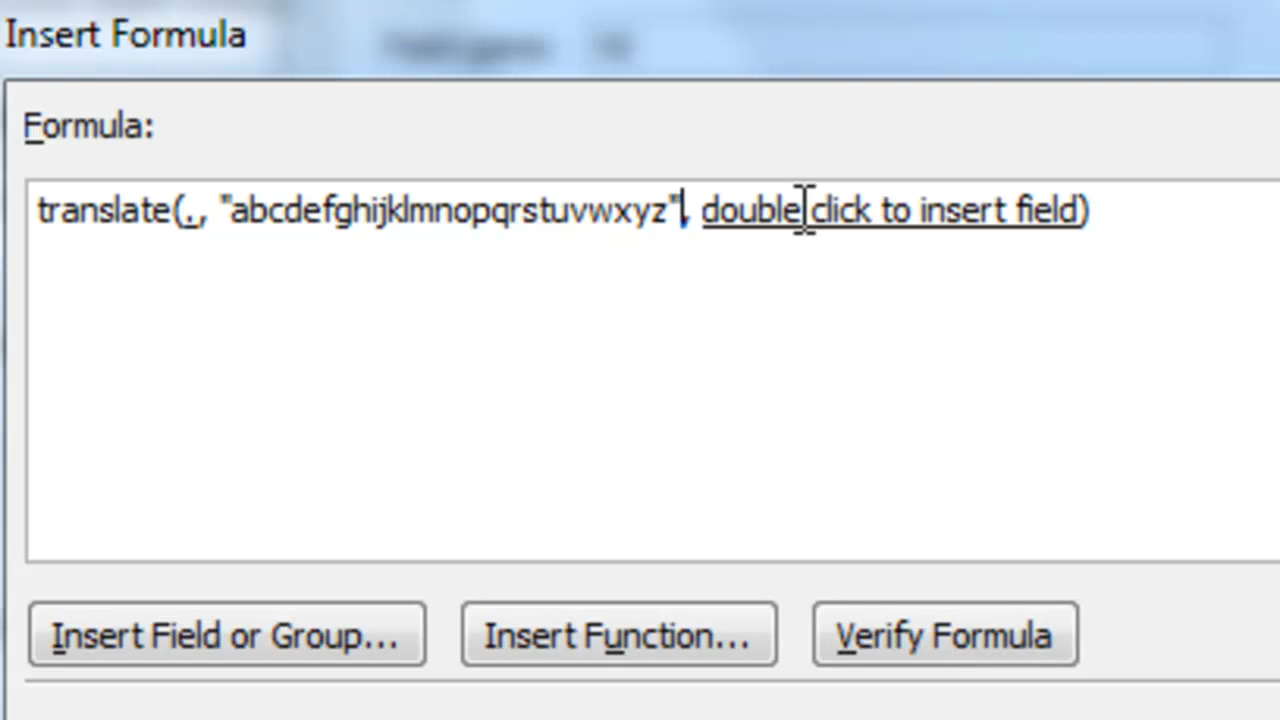 Insert Formula
Formula:
translate(., "abcdefghijklmnopqrstuvwxyz", double click to insert field)
Insert Field or Group... Insert Function... Verify Formula